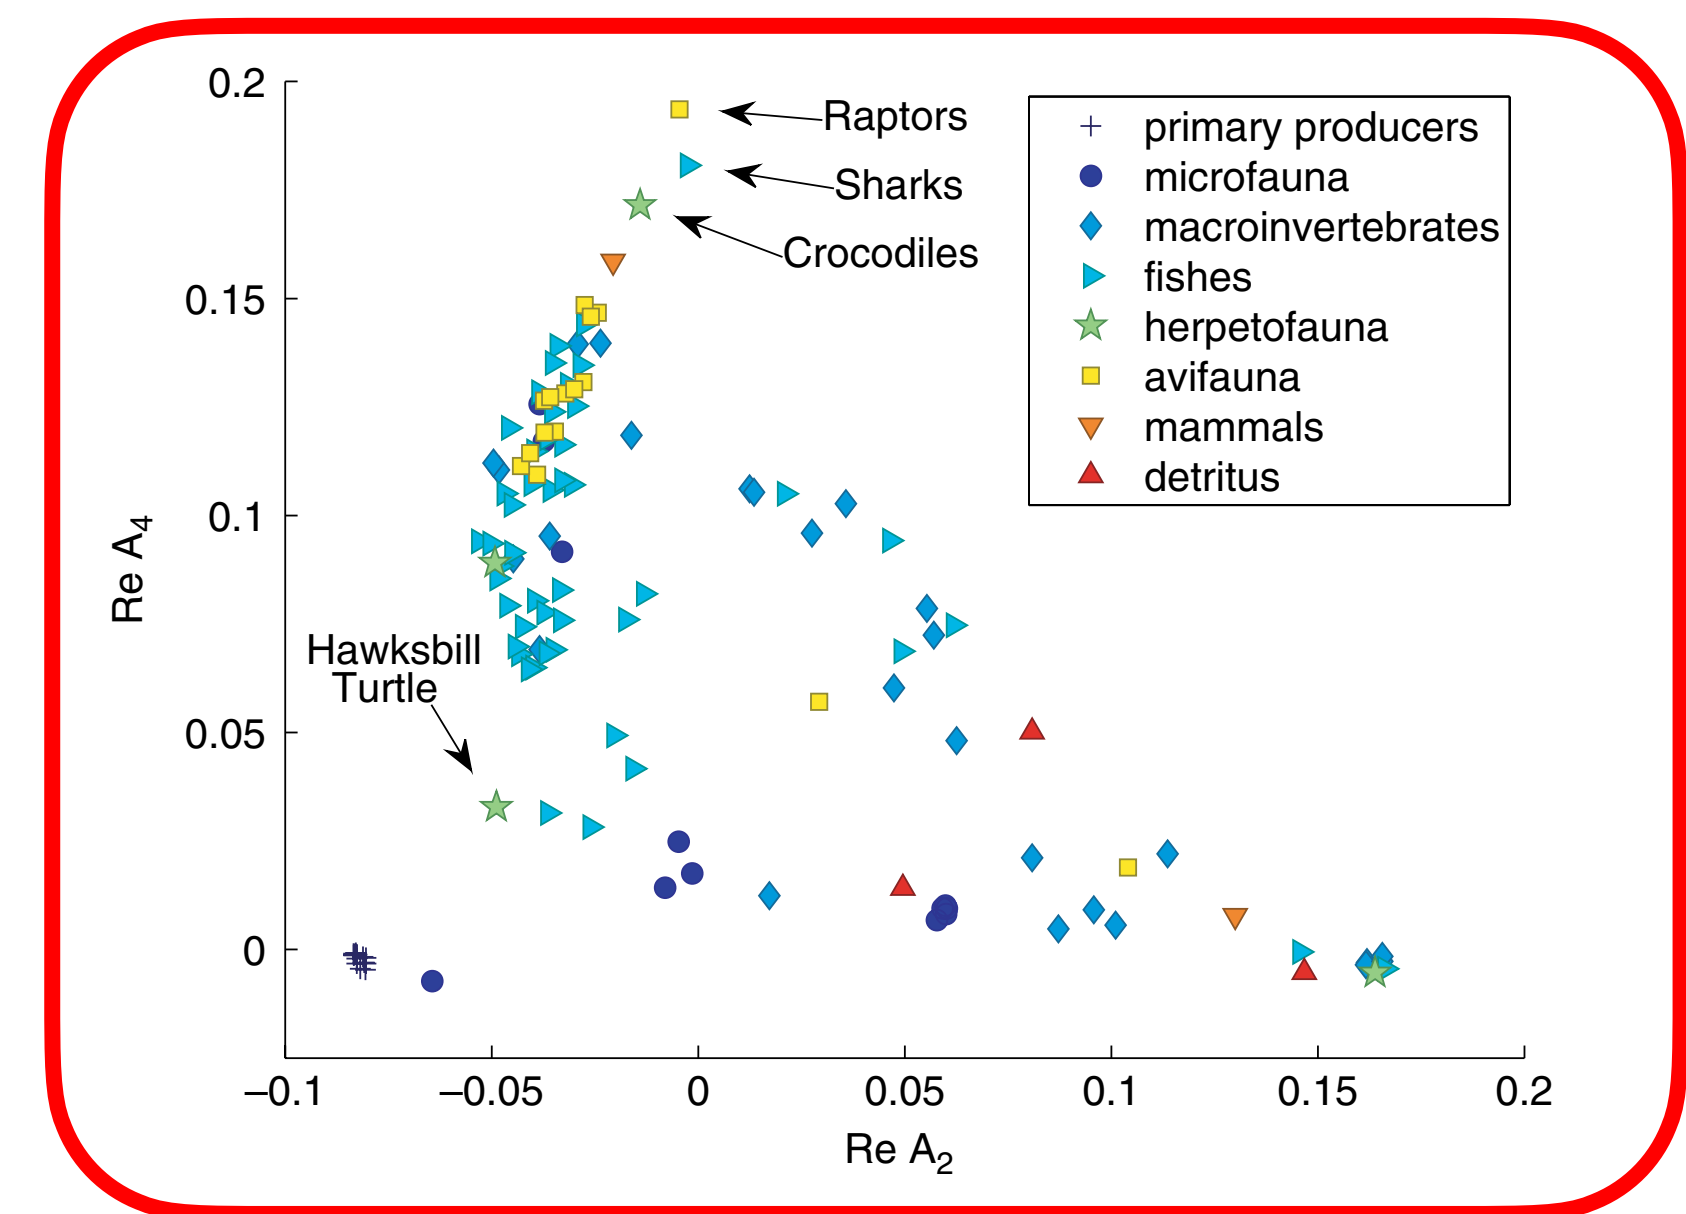 0.2
0.15
0.1
0.05
0
−0.1
−0.05
0
0.05
0.1
0.15
0.2
Re A4
Re A2
Raptors
Sharks
Crocodiles
Hawksbill
Turtle
primary producers
microfauna
macroinvertebrates
fishes
herpetofauna
avifauna
mammals
detritus